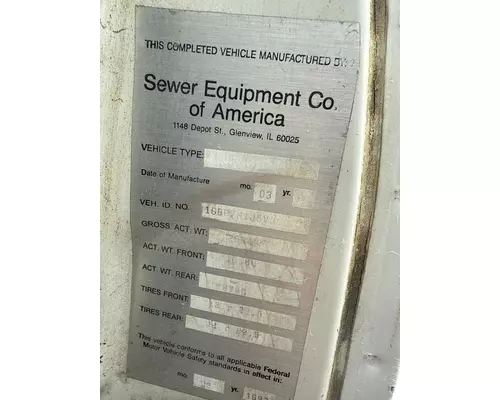 THIS COMPLETED VEHICLE MANUFACTURED BY:
Sewer Equipment Co.
of America
1148 Depot St., Glenview, IL 60025
VEHICLE TYPE:
Date of Manufacture mo. 03 yr.
VEH. ID. NO.
GROSS ACT. WT:
ACT. WT. FRONT:
ACT. WT. REAR:
TIRES FRONT:
TIRES REAR:
This vehicle conforms to all applicable Federal
Motor Vehicle Safety standards in effect in:
mo. yr.